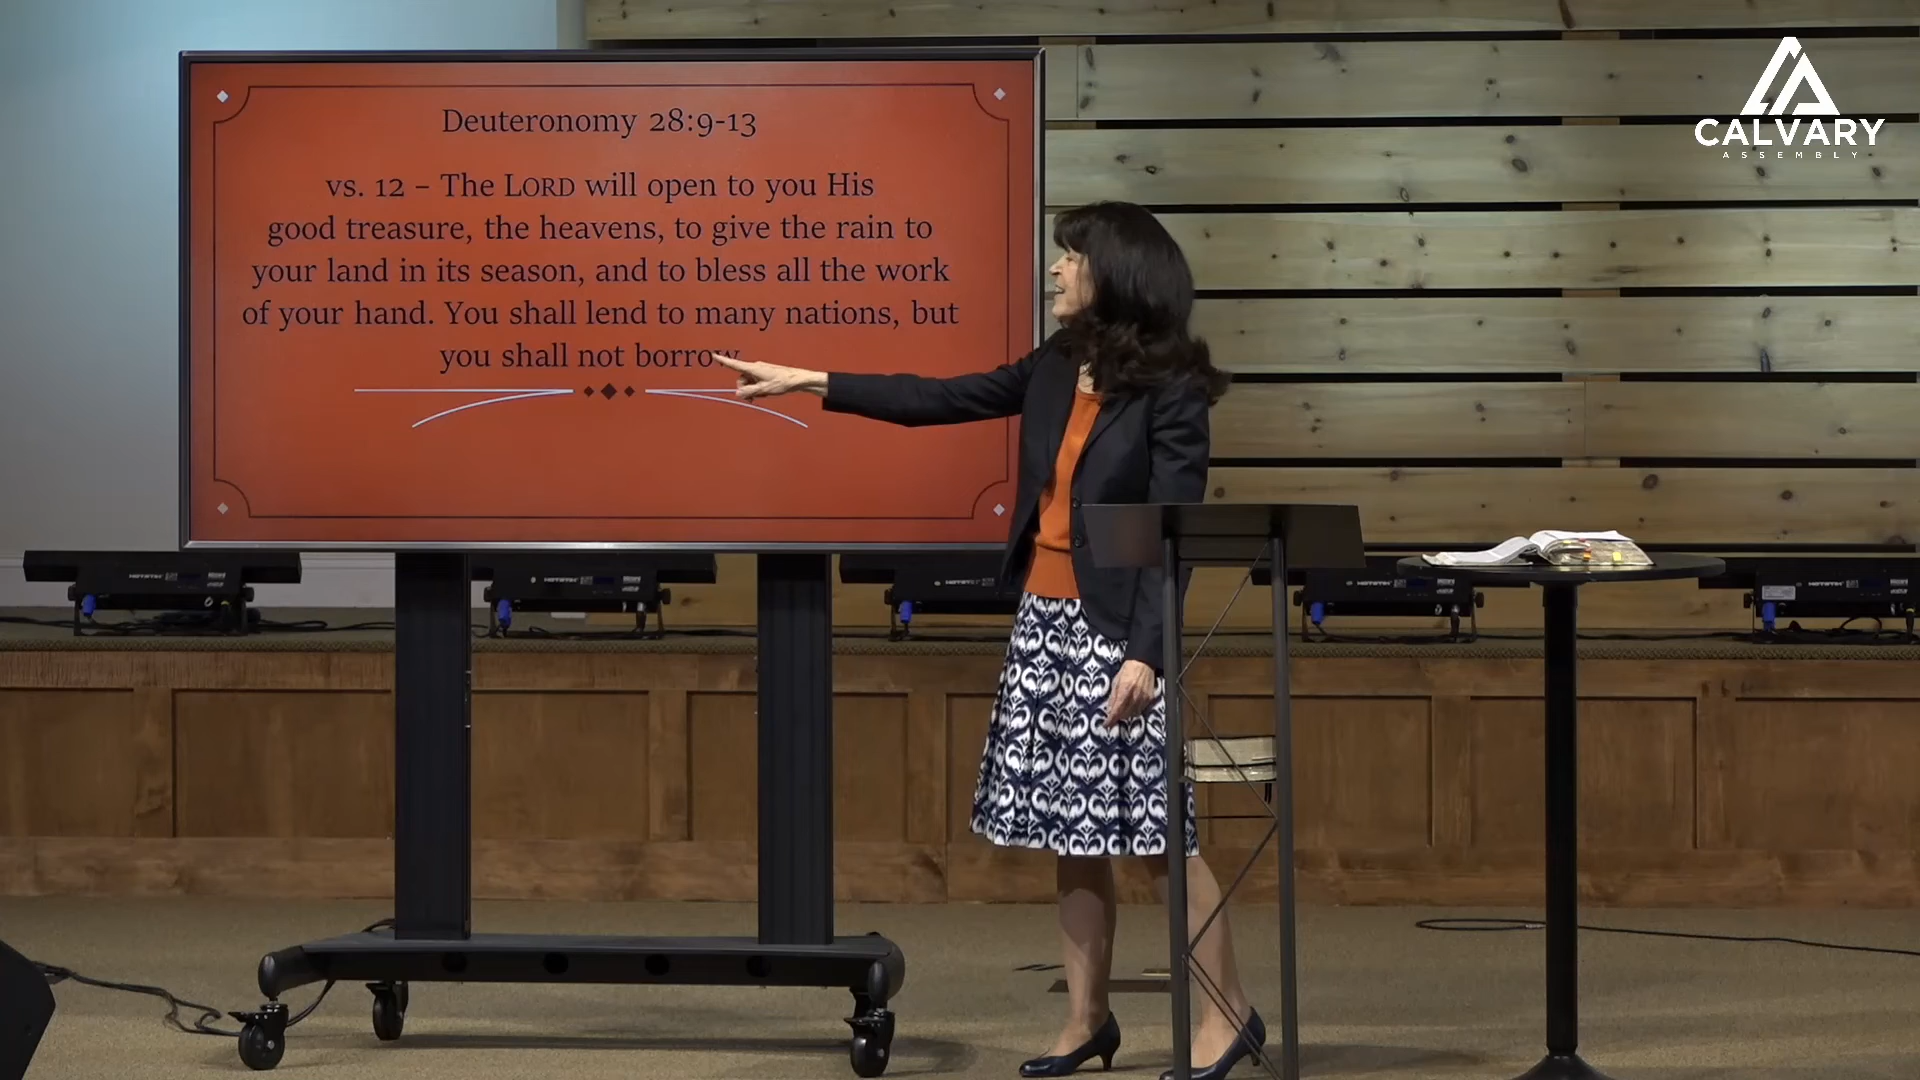 Deuteronomy 28:9-13
vs. 12 – The LORD will open to you His
good treasure, the heavens, to give the rain to
your land in its season, and to bless all the work
of your hand. You shall lend to many nations, but
you shall not borrow
CALVARY
ASSEMBLY